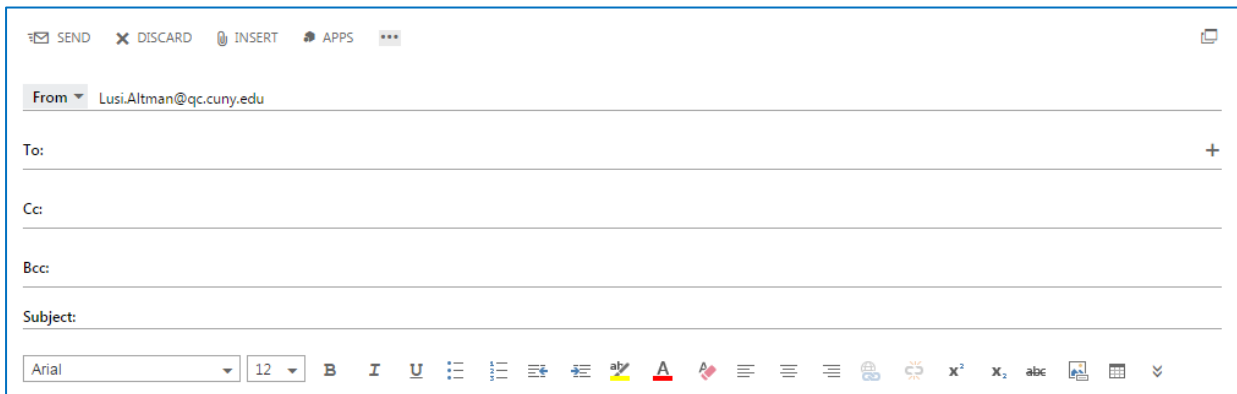 SEND DISCARD INSERT APPS •••
From Lusi.Altman@qc.cuny.edu
To:
Cc:
Bcc:
Subject:
Arial 12 B I U aby A A x² x₂ abc